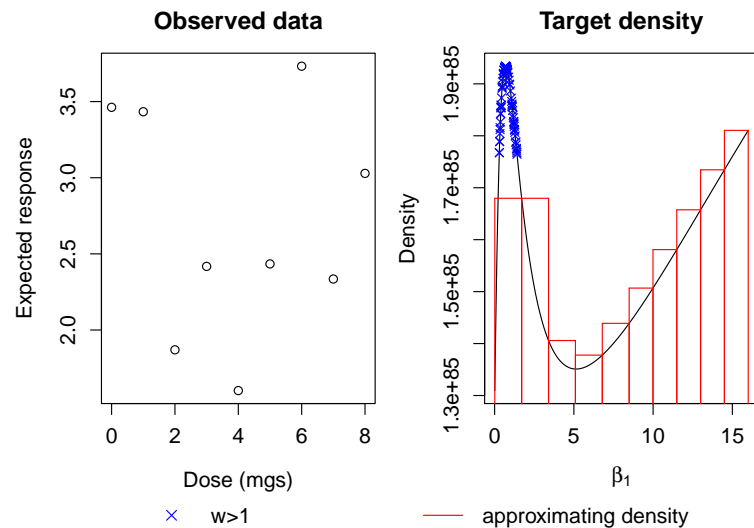 Observed data
Expected response
2.0 2.5 3.0 3.5
0 2 4 6 8
Dose (mgs)
Target density
Density
1.3e+85 1.5e+85 1.7e+85 1.9e+85
0 5 10 15
β1
w>1
approximating density